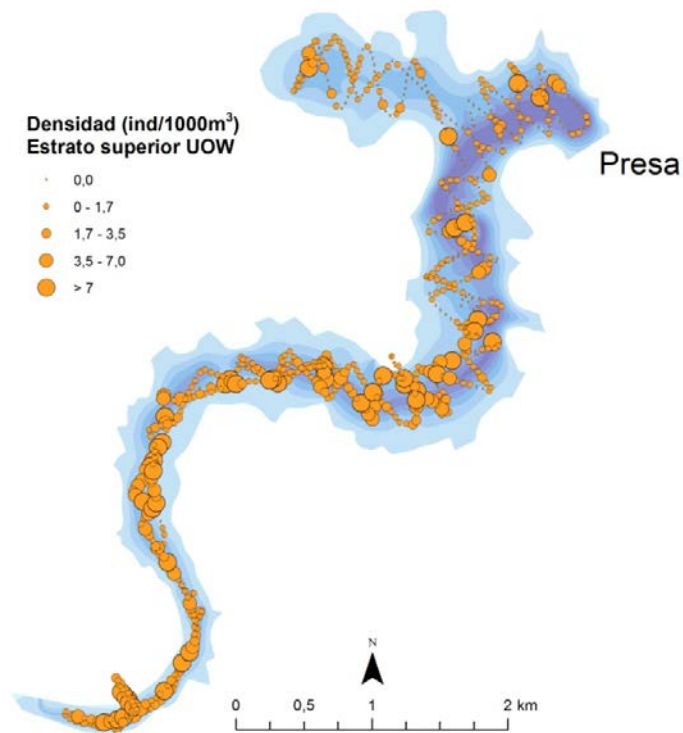 Densidad (ind/1000m³)
Estrato superior UOW
0,0
0 - 1,7
1,7 - 3,5
3,5 - 7,0
> 7
Presa
N
0 0,5 1 2 km